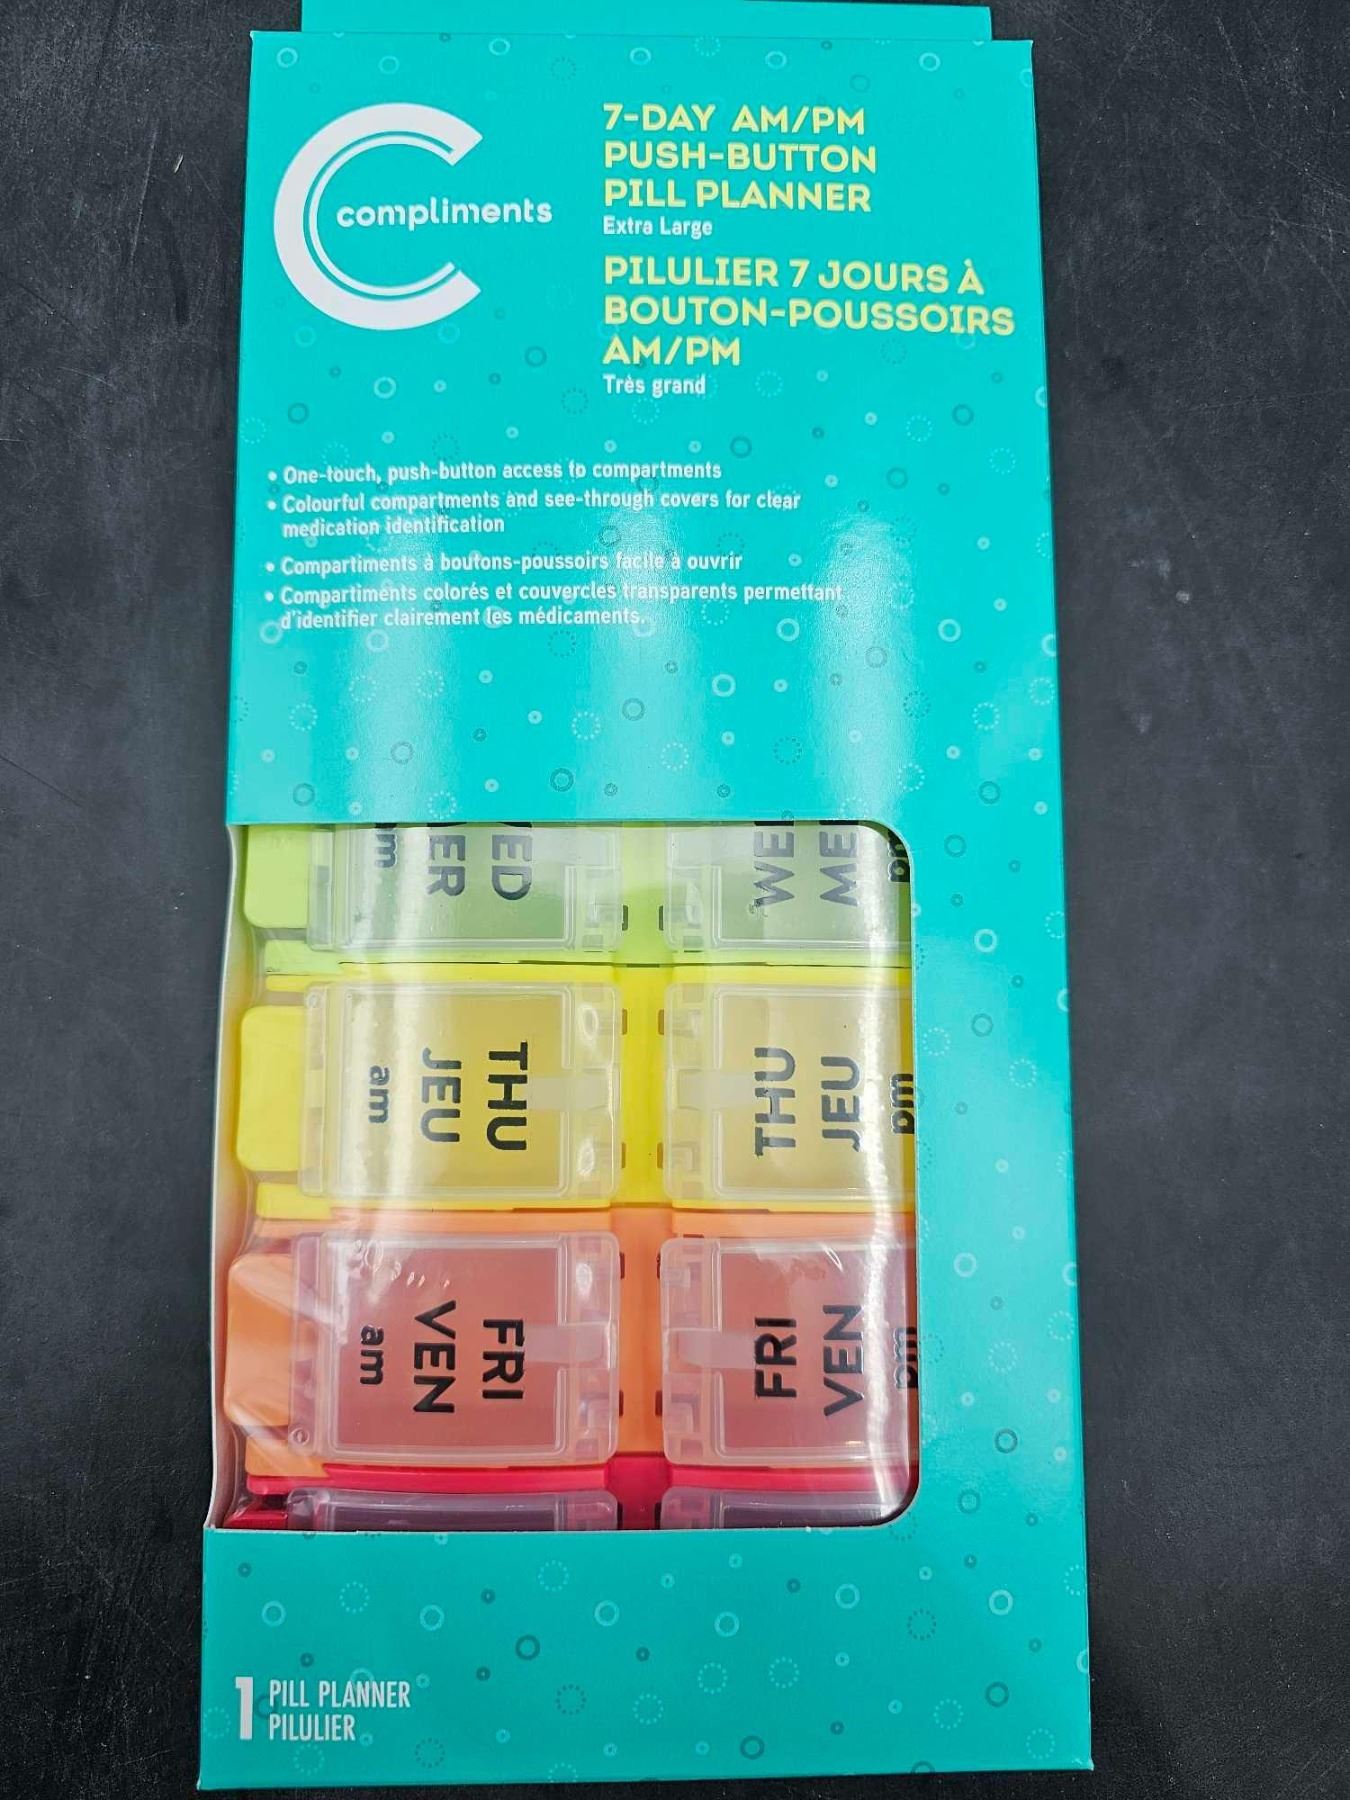 compliments
7-DAY AM/PM
PUSH-BUTTON
PILL PLANNER
Extra Large
PILULIER 7 JOURS À
BOUTON-POUSSOIRS
AM/PM
Très grand
• One-touch, push-button access to compartments
• Colourful compartments and see-through covers for clear
medication identification
• Compartiments à boutons-poussoirs facile à ouvrir
• Compartiments colorés et couvercles transparents permettant
d'identifier clairement les médicaments.
THU
JEU
am
THU
JEU
FRI
VEN
am
FRI
VEN
1 PILL PLANNER
PILULIER